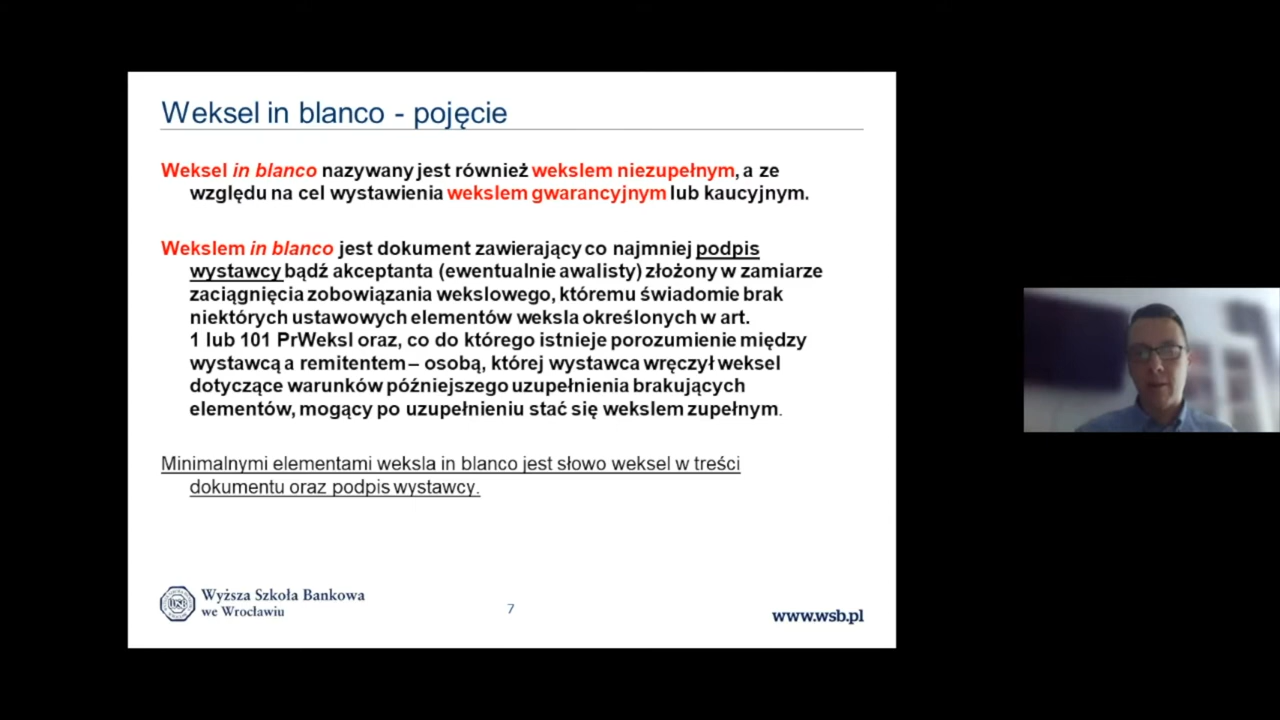 Weksel in blanco - pojęcie
Weksel in blanco nazywany jest również wekslem niezupełnym, a ze
względu na cel wystawienia wekslem gwarancyjnym lub kaucyjnym.
Wekslem in blanco jest dokument zawierający co najmniej podpis
wystawcy bądź akceptanta (ewentualnie awalisty) złożony w zamiarze
zaciągnięcia zobowiązania wekslowego, któremu świadomie brak
niektórych ustawowych elementów weksla określonych w art.
1 lub 101 PrWeksl oraz, co do którego istnieje porozumienie między
wystawcą a remitentem – osobą, której wystawca wręczył weksel
dotyczące warunków późniejszego uzupełnienia brakujących
elementów, mogący po uzupełnieniu stać się wekslem zupełnym.
Minimalnymi elementami weksla in blanco jest słowo weksel w treści
dokumentu oraz podpis wystawcy.
WSB
Wyższa Szkoła Bankowa
we Wrocławiu
7
www.wsb.pl